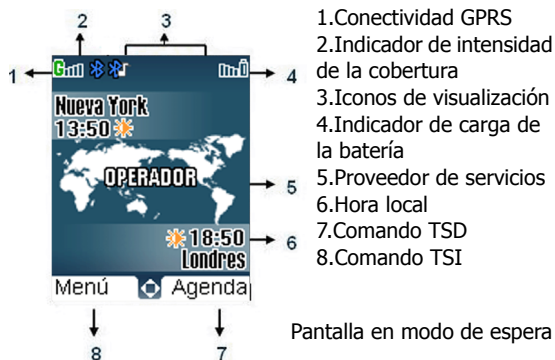 2
3
1
4
Nueva York
13:50
OPERADOR
5
18:50
6
Londres
Menú
Agenda
8
7
1.Conectividad GPRS
2.Indicador de intensidad
de la cobertura
3.Iconos de visualización
4.Indicador de carga de
la batería
5.Proveedor de servicios
6.Hora local
7.Comando TSD
8.Comando TSI
Pantalla en modo de espera